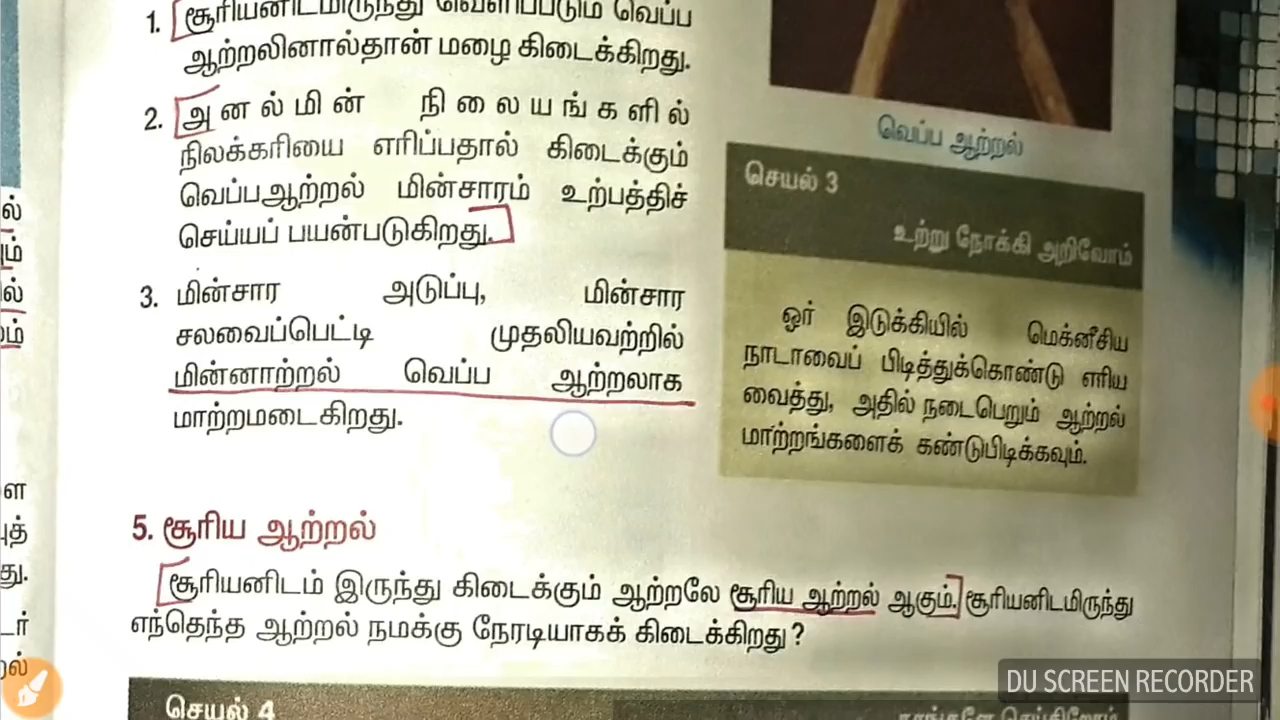 1. சூரியனிடமிருந்து வெளிப்படும் வெப்ப
ஆற்றலினால்தான் மழை கிடைக்கிறது.
2. அனல்மின் நிலையங்களில்
நிலக்கரியை எரிப்பதால் கிடைக்கும்
வெப்பஆற்றல் மின்சாரம் உற்பத்திச்
செய்யப் பயன்படுகிறது.
3. மின்சார அடுப்பு, மின்சார
சலவைப்பெட்டி முதலியவற்றில்
மின்னாற்றல் வெப்ப ஆற்றலாக
மாற்றமடைகிறது.
வெப்ப ஆற்றல்
செயல் 3
உற்று நோக்கி அறிவோம்
ஓர் இடுக்கியில் மெக்னீசிய
நாடாவைப் பிடித்துக்கொண்டு எரிய
வைத்து, அதில் நடைபெறும் ஆற்றல்
மாற்றங்களைக் கண்டுபிடிக்கவும்.
5. சூரிய ஆற்றல்
சூரியனிடம் இருந்து கிடைக்கும் ஆற்றலே சூரிய ஆற்றல் ஆகும். சூரியனிடமிருந்து
எந்தெந்த ஆற்றல் நமக்கு நேரடியாகக் கிடைக்கிறது?
செயல் 4
DU SCREEN RECORDER